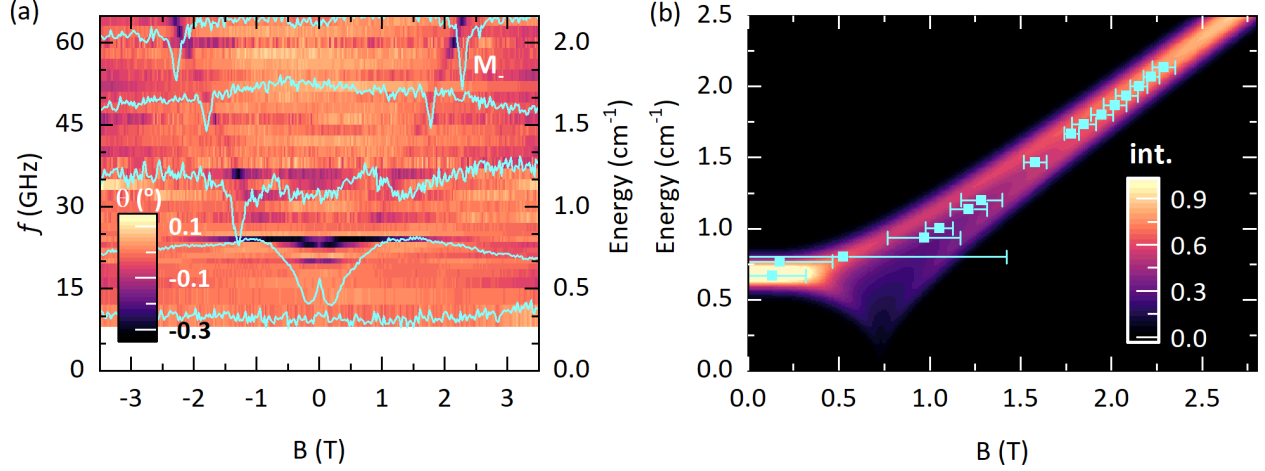 (a)
60
45
30
15
0
f (GHz)
-3 -2 -1 0 1 2 3
B (T)
2.0
1.5
1.0
0.5
0.0
Energy (cm⁻¹)
M₋
θ (°)
0.1
-0.1
-0.3
(b)
2.5
2.0
1.5
1.0
0.5
0.0
Energy (cm⁻¹)
0.0 0.5 1.0 1.5 2.0 2.5
B (T)
int.
0.9
0.6
0.3
0.0